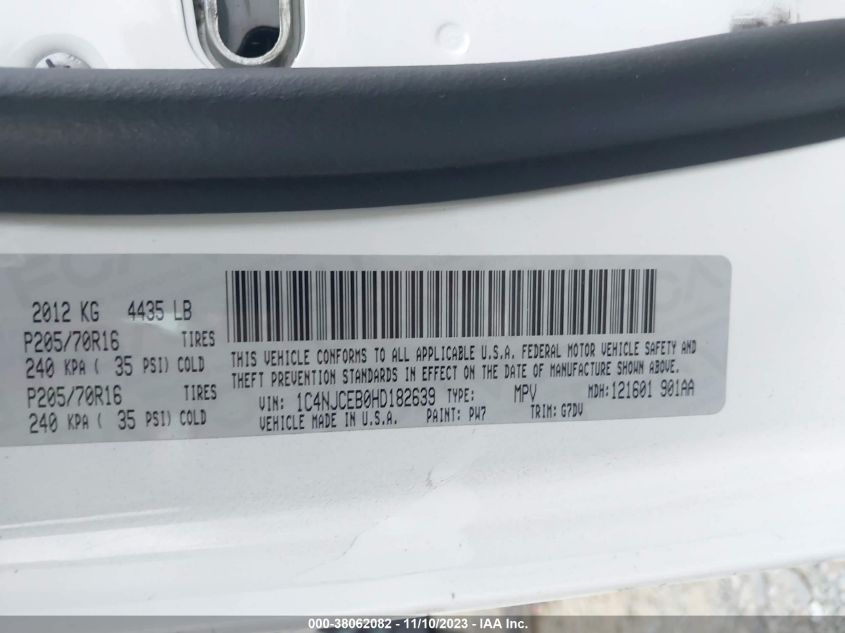 2012 KG 4435 LB
P205/70R16 TIRES
240 KPA ( 35 PSI) COLD
P205/70R16 TIRES
240 KPA ( 35 PSI) COLD
THIS VEHICLE CONFORMS TO ALL APPLICABLE U.S.A. FEDERAL MOTOR VEHICLE SAFETY AND
THEFT PREVENTION STANDARDS IN EFFECT ON THE DATE OF MANUFACTURE SHOWN ABOVE.
VIN: 1C4NJCEB0HD182639 TYPE: MPV MDH: 121601 901AA
VEHICLE MADE IN U.S.A. PAINT: PW7 TRIM: G7DV
000-38062082 - 11/10/2023 - IAA Inc.